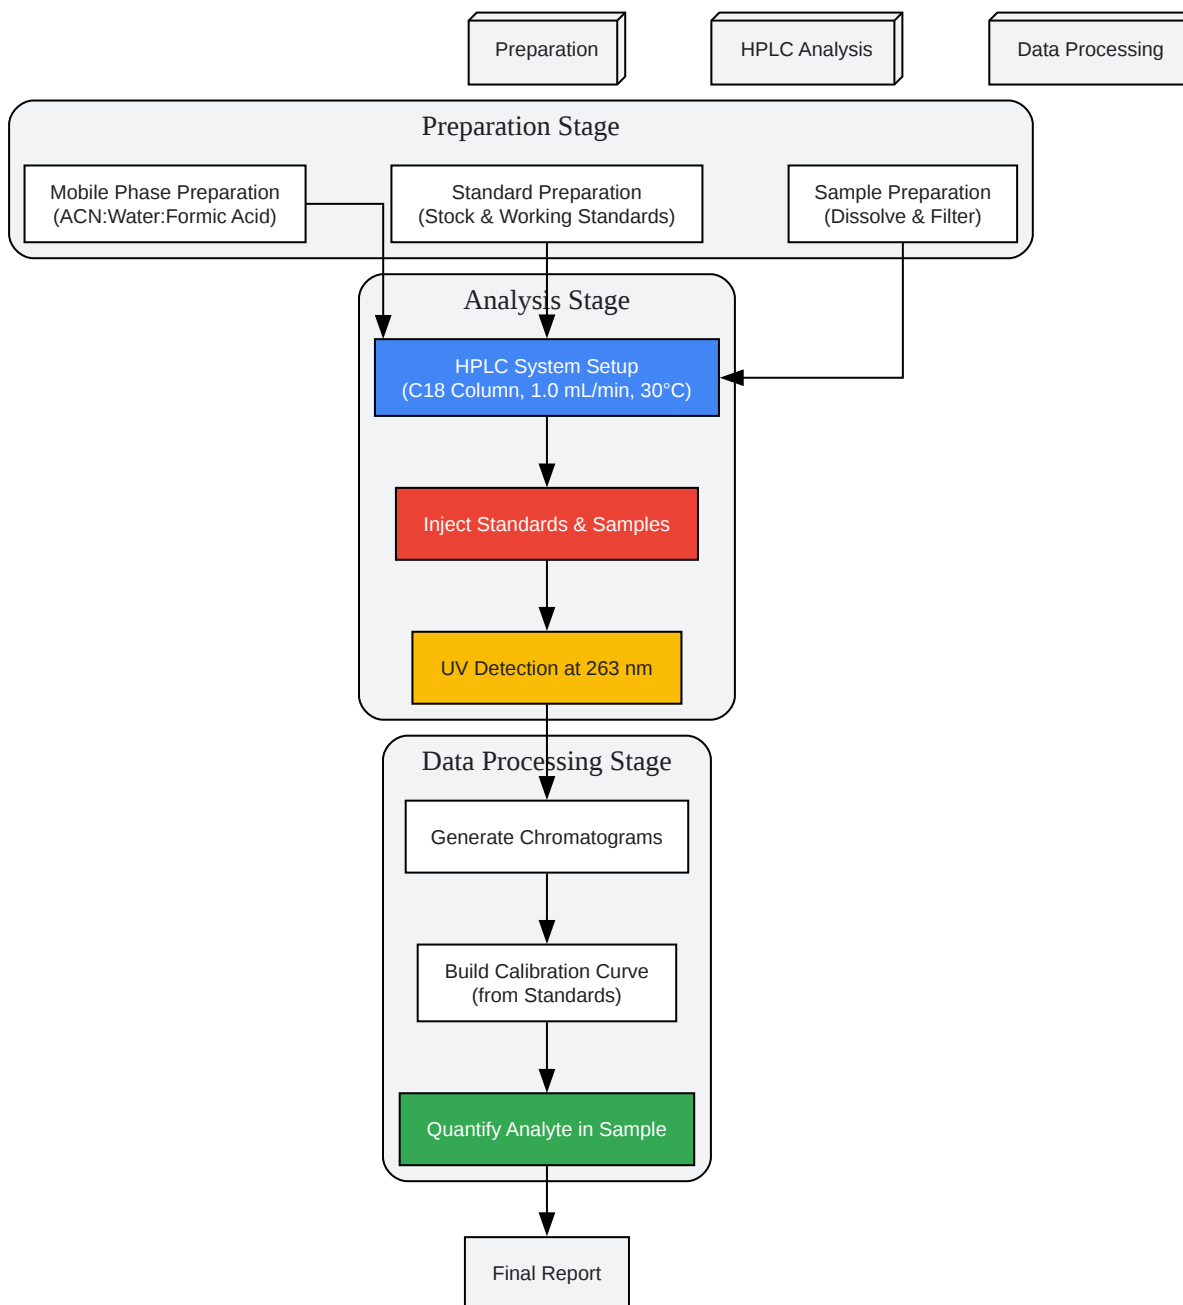 Preparation
HPLC Analysis
Data Processing
Preparation Stage
Mobile Phase Preparation
(ACN:Water:Formic Acid)
Standard Preparation
(Stock & Working Standards)
Sample Preparation
(Dissolve & Filter)
Analysis Stage
HPLC System Setup
(C18 Column, 1.0 mL/min, 30°C)
Inject Standards & Samples
UV Detection at 263 nm
Data Processing Stage
Generate Chromatograms
Build Calibration Curve
(from Standards)
Quantify Analyte in Sample
Final Report